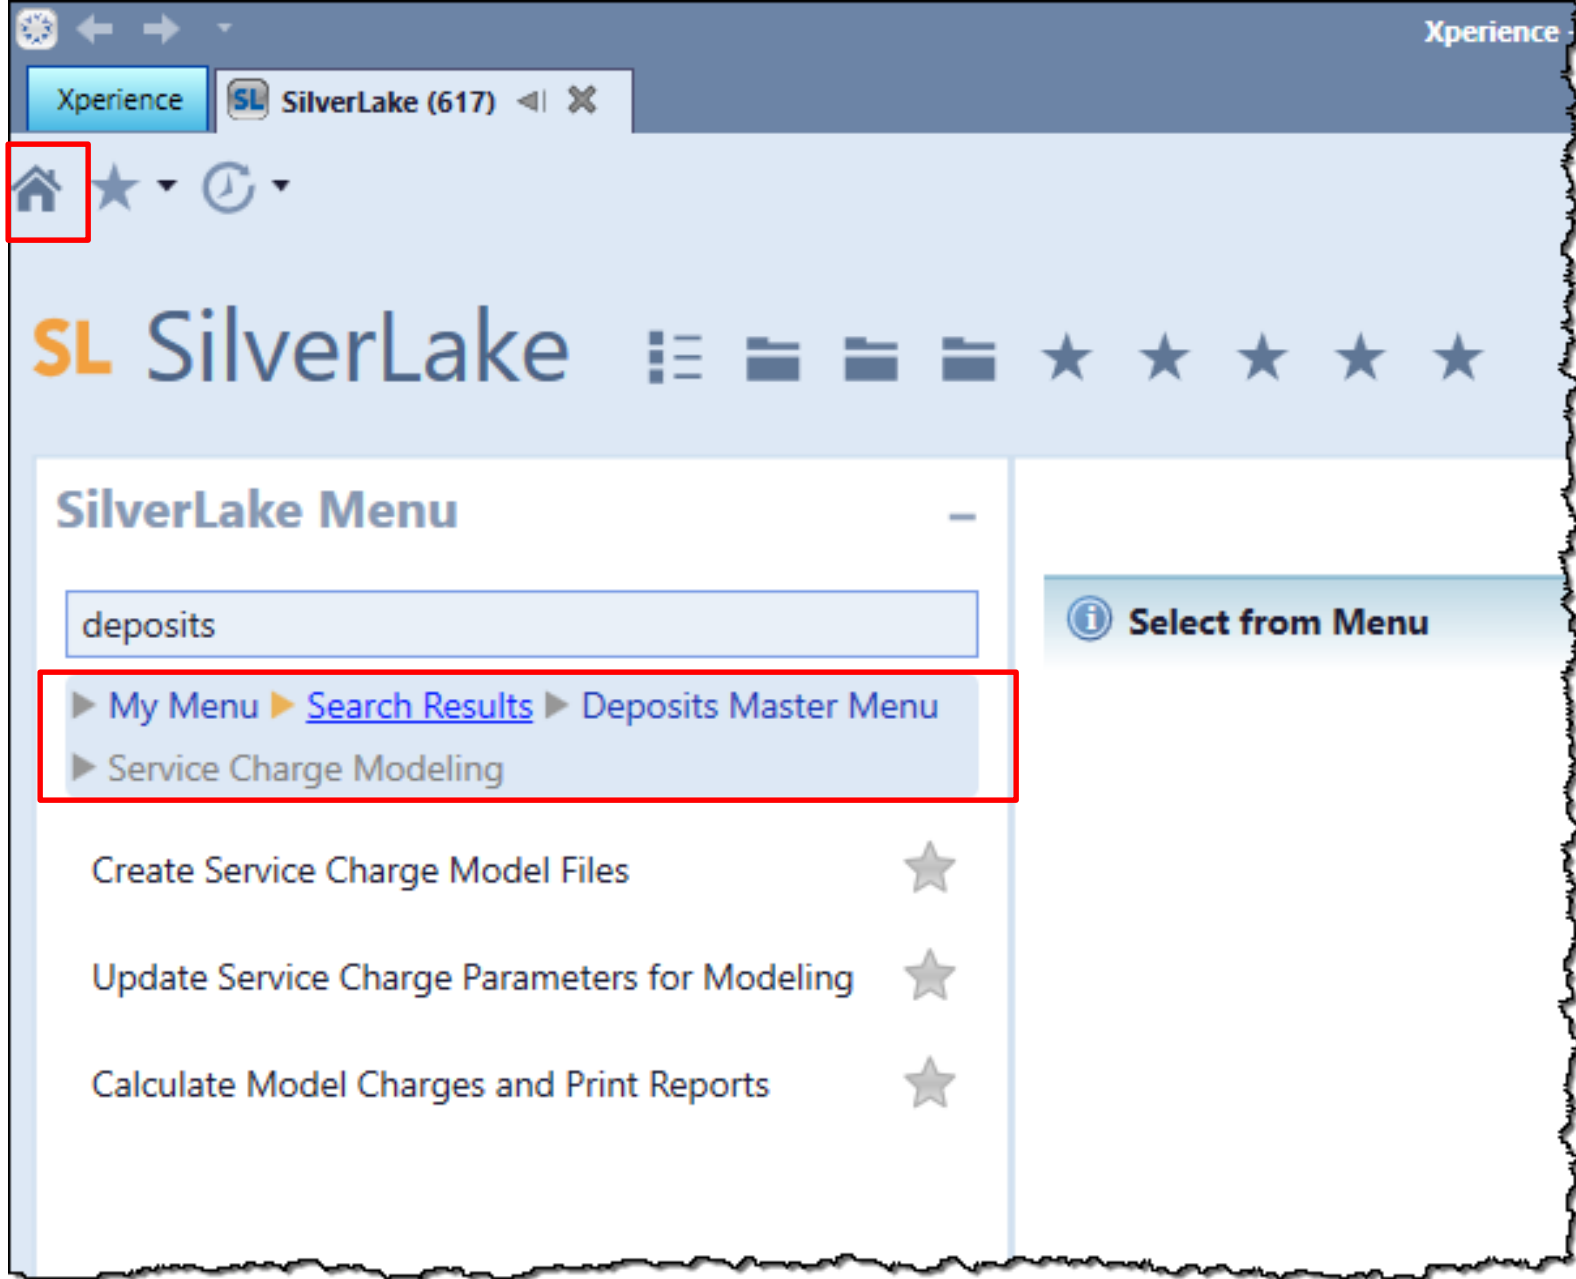 Xperience -
Xperience
SL SilverLake (617)
SL SilverLake
SilverLake Menu
deposits
My Menu Search Results Deposits Master Menu
Service Charge Modeling
Create Service Charge Model Files
Update Service Charge Parameters for Modeling
Calculate Model Charges and Print Reports
Select from Menu